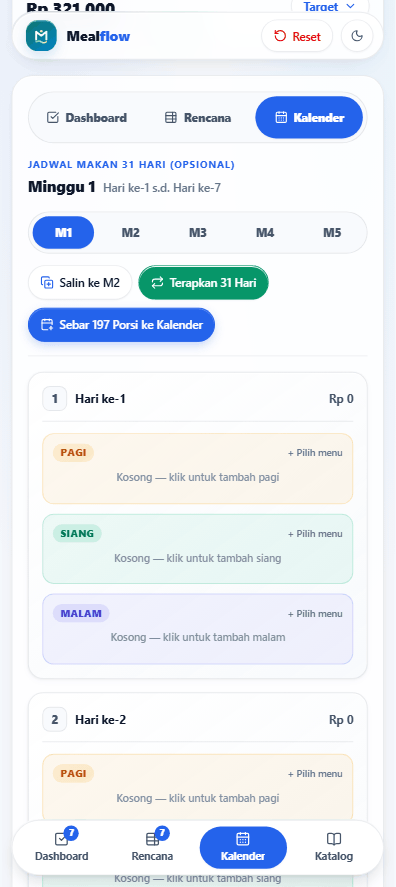 Rp 321.000
Target
Mealflow
Reset
Dashboard
Rencana
Kalender
JADWAL MAKAN 31 HARI (OPSIONAL)
Minggu 1 Hari ke-1 s.d. Hari ke-7
M1 M2 M3 M4 M5
Salin ke M2
Terapkan 31 Hari
Sebar 197 Porsi ke Kalender
1 Hari ke-1 Rp 0
PAGI + Pilih menu
Kosong — klik untuk tambah pagi
SIANG + Pilih menu
Kosong — klik untuk tambah siang
MALAM + Pilih menu
Kosong — klik untuk tambah malam
2 Hari ke-2 Rp 0
PAGI + Pilih menu
Kosong — klik untuk tambah pagi
7 7
Dashboard Rencana Kalender Katalog
Kosong — klik untuk tambah siang